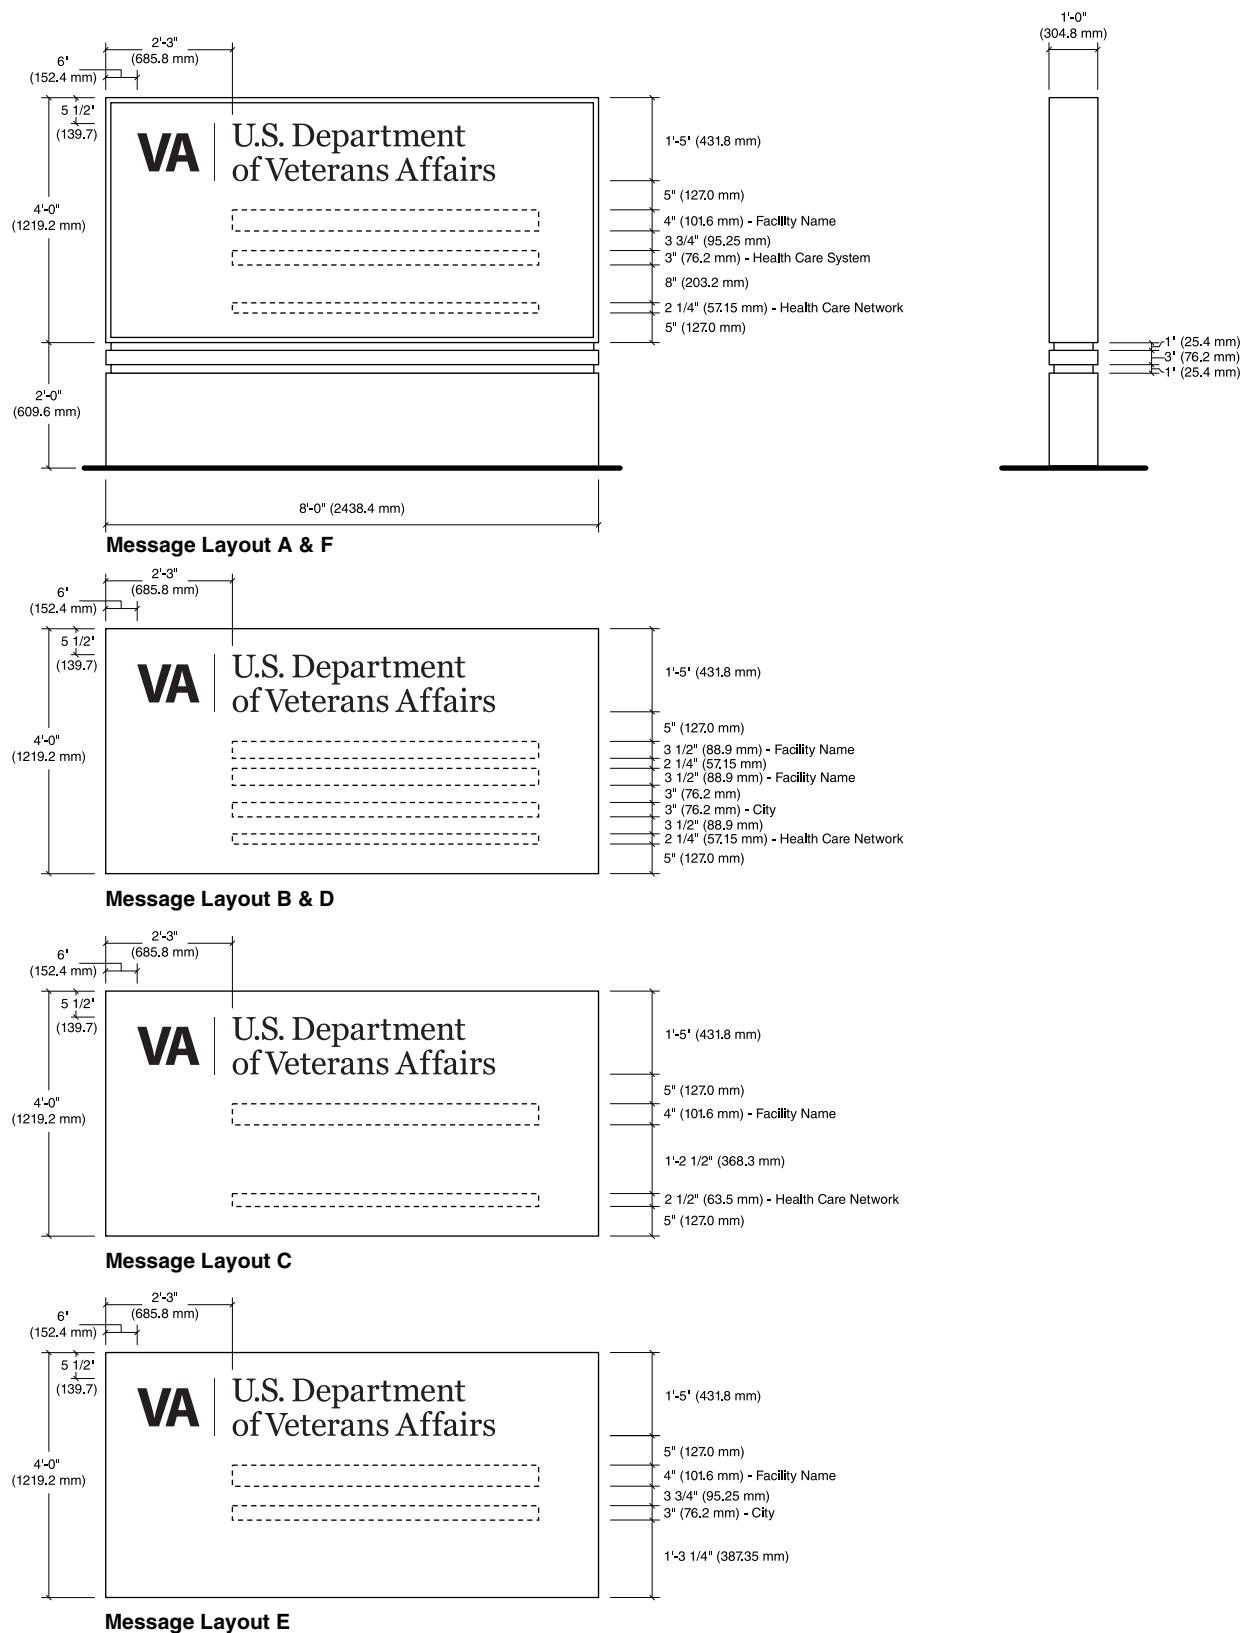 1'-0"
(304.8 mm)
2'-3"
(685.8 mm)
6'
(152.4 mm)
5 1/2'
(139.7)
VA
U.S. Department
of Veterans Affairs
4'-0"
(1219.2 mm)
1'-5' (431.8 mm)
5" (127.0 mm)
4" (101.6 mm) - Facility Name
3 3/4" (95.25 mm)
3" (76.2 mm) - Health Care System
8" (203.2 mm)
2 1/4" (57.15 mm) - Health Care Network
5" (127.0 mm)
1' (25.4 mm)
3' (76.2 mm)
1' (25.4 mm)
2'-0"
(609.6 mm)
8'-0" (2438.4 mm)
Message Layout A & F
2'-3"
(685.8 mm)
6'
(152.4 mm)
5 1/2'
(139.7)
VA
U.S. Department
of Veterans Affairs
4'-0"
(1219.2 mm)
1'-5' (431.8 mm)
5" (127.0 mm)
3 1/2" (88.9 mm) - Facility Name
2 1/4" (57.15 mm)
3 1/2" (88.9 mm) - Facility Name
3" (76.2 mm)
3" (76.2 mm) - City
3 1/2" (88.9 mm)
2 1/4" (57.15 mm) - Health Care Network
5" (127.0 mm)
Message Layout B & D
2'-3"
(685.8 mm)
6'
(152.4 mm)
5 1/2'
(139.7)
VA
U.S. Department
of Veterans Affairs
4'-0"
(1219.2 mm)
1'-5' (431.8 mm)
5" (127.0 mm)
4" (101.6 mm) - Facility Name
1'-2 1/2" (368.3 mm)
2 1/2" (63.5 mm) - Health Care Network
5" (127.0 mm)
Message Layout C
2'-3"
(685.8 mm)
6'
(152.4 mm)
5 1/2'
(139.7)
VA
U.S. Department
of Veterans Affairs
4'-0"
(1219.2 mm)
1'-5' (431.8 mm)
5" (127.0 mm)
4" (101.6 mm) - Facility Name
3 3/4" (95.25 mm)
3" (76.2 mm) - City
1'-3 1/4" (387.35 mm)
Message Layout E